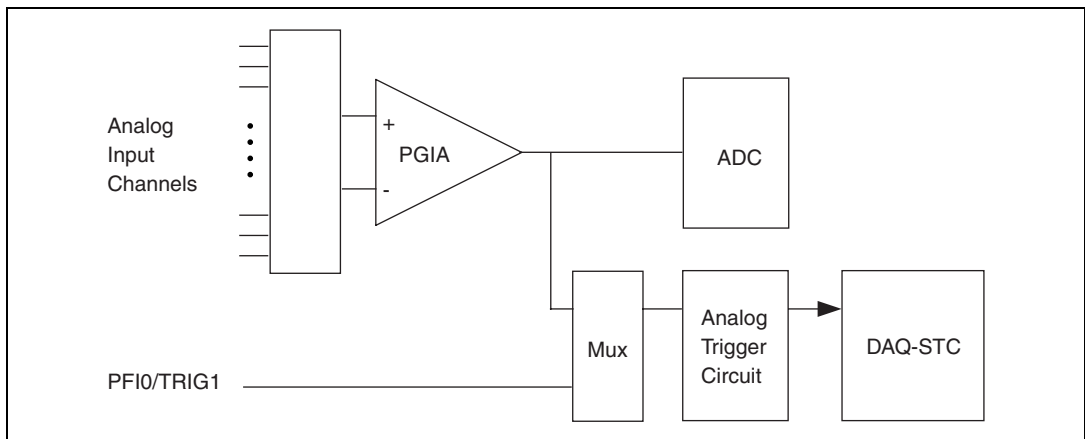 Analog
Input
Channels
+
PGIA
-
ADC
Mux
Analog
Trigger
Circuit
DAQ-STC
PFI0/TRIG1